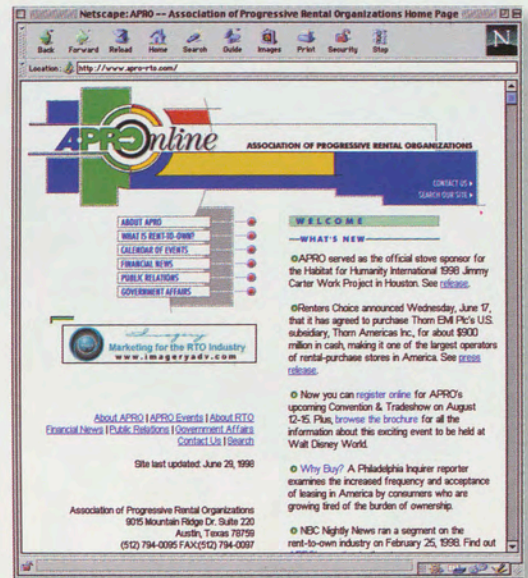 Netscape: APRO -- Association of Progressive Rental Organizations Home Page
Back Forward Reload Home Search Guide Images Print Security Stop
N
Location: http://www.apro-rto.com/
APRO Online
ASSOCIATION OF PROGRESSIVE RENTAL ORGANIZATIONS
CONTACT US
SEARCH OUR SITE
ABOUT APRO
WHAT IS RENT-TO-OWN?
CALENDAR OF EVENTS
FINANCIAL NEWS
PUBLIC RELATIONS
GOVERNMENT AFFAIRS
Imagery
Marketing for the RTO Industry
www.imageryadv.com
About APRO | APRO Events | About RTO
Financial News | Public Relations | Government Affairs
Contact Us | Search
Site last updated: June 29, 1998
Association of Progressive Rental Organizations
9015 Mountain Ridge Dr. Suite 220
Austin, Texas 78759
(512) 794-0095 FAX:(512) 794-0097
WELCOME
WHAT'S NEW
APRO served as the official stove sponsor for
the Habitat for Humanity International 1998 Jimmy
Carter Work Project in Houston. See release.
Renters Choice announced Wednesday, June 17,
that it has agreed to purchase Thorn EMI Plc's U.S.
subsidiary, Thorn Americas Inc., for about $900
million in cash, making it one of the largest operators
of rental-purchase stores in America. See press
release.
Now you can register online for APRO's
upcoming Convention & Tradeshow on August
12-15. Plus, browse the brochure for all the
information about this exciting event to be held at
Walt Disney World.
Why Buy? A Philadelphia Inquirer reporter
examines the increased frequency and acceptance
of leasing in America by consumers who are
growing tired of the burden of ownership.
NBC Nightly News ran a segment on the
rent-to-own industry on February 25, 1998. Find out